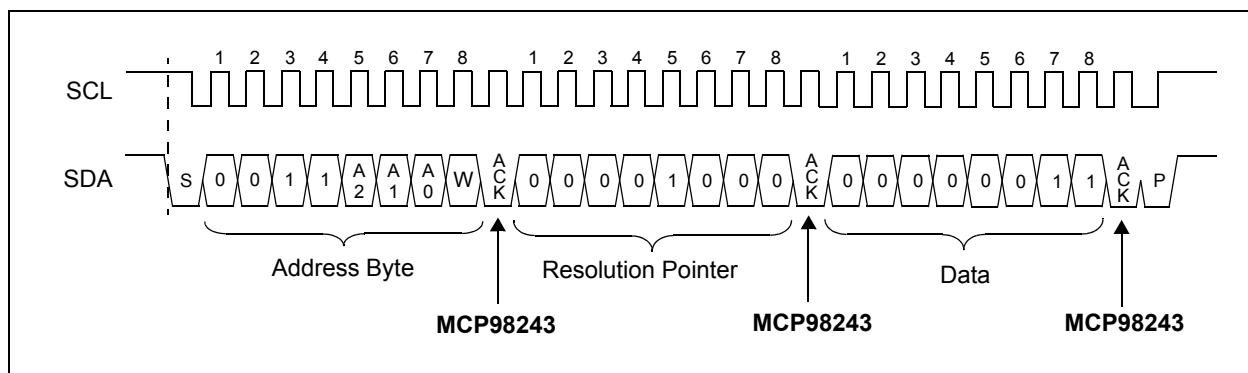 1 2 3 4 5 6 7 8 1 2 3 4 5 6 7 8 1 2 3 4 5 6 7 8
SCL
SDA S 0 0 1 1 A2 A1 A0 W ACK 0 0 0 0 1 0 0 0 ACK 0 0 0 0 0 0 1 1 ACK P
Address Byte Resolution Pointer Data
MCP98243 MCP98243 MCP98243